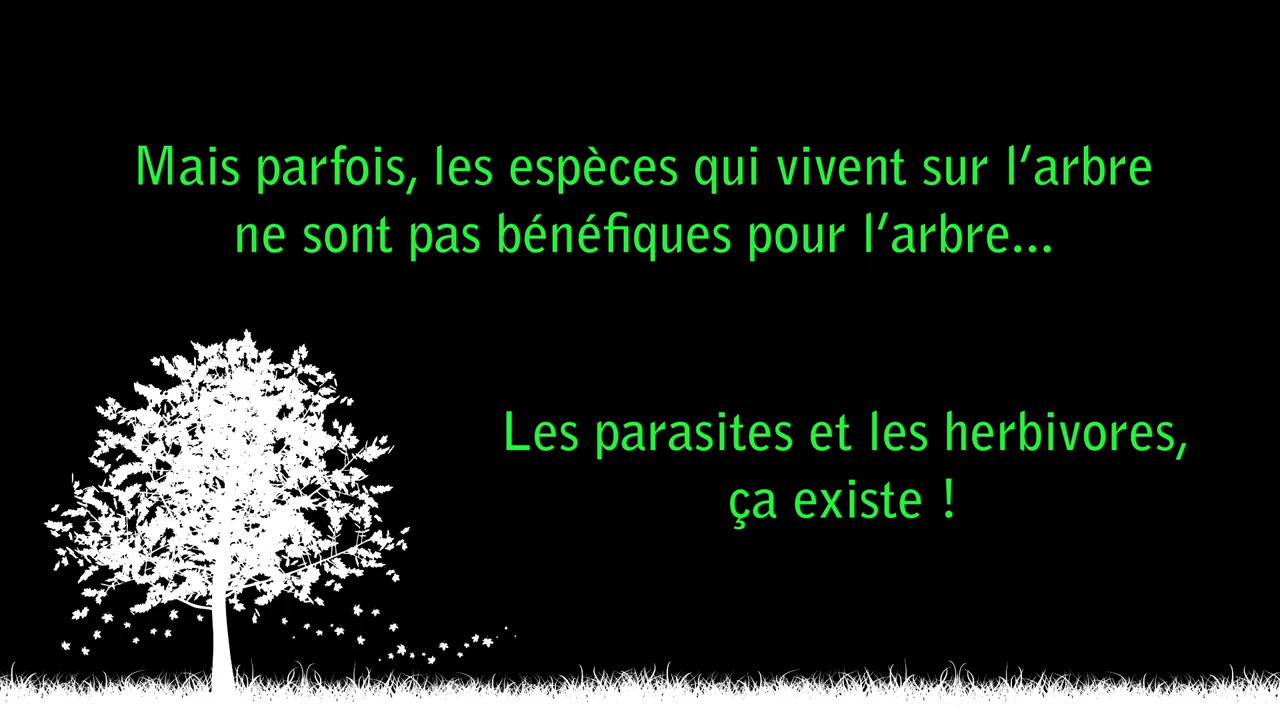 Mais parfois, les espèces qui vivent sur l’arbre
ne sont pas bénéfiques pour l’arbre...
Les parasites et les herbivores,
ça existe !